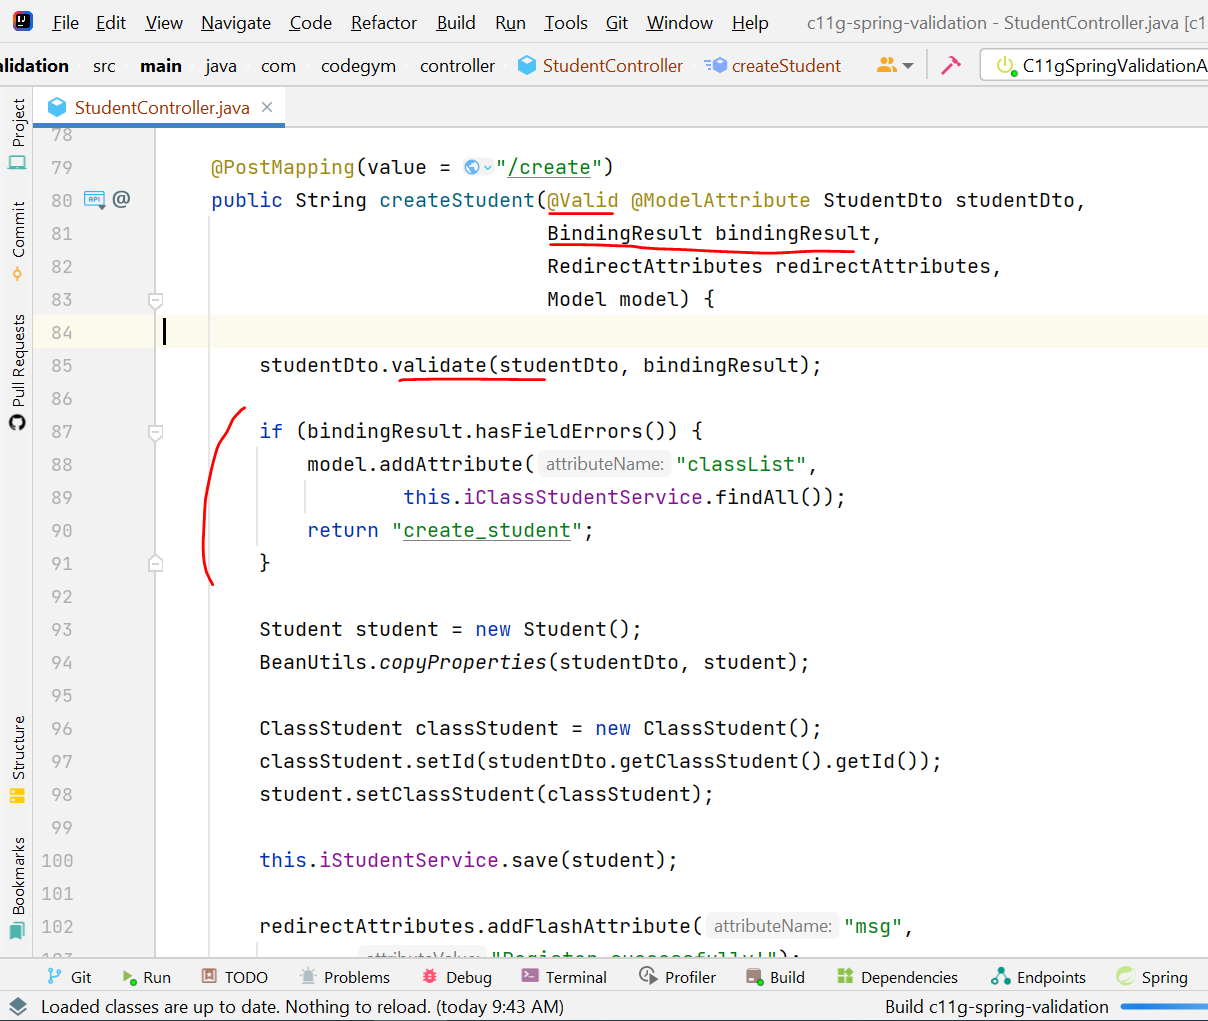 File Edit View Navigate Code Refactor Build Run Tools Git Window Help c11g-spring-validation - StudentController.java [c1
alidation src main java com codegym controller StudentController createStudent C11gSpringValidationA
StudentController.java
Project
Commit
Pull Requests
Structure
Bookmarks
78
79 @PostMapping(value = "/create")
80 public String createStudent(@Valid @ModelAttribute StudentDto studentDto,
81 BindingResult bindingResult,
82 RedirectAttributes redirectAttributes,
83 Model model) {
84
85 studentDto.validate(studentDto, bindingResult);
86
87 if (bindingResult.hasFieldErrors()) {
88 model.addAttribute( attributeName: "classList",
89 this.iClassStudentService.findAll());
90 return "create_student";
91 }
92
93 Student student = new Student();
94 BeanUtils.copyProperties(studentDto, student);
95
96 ClassStudent classStudent = new ClassStudent();
97 classStudent.setId(studentDto.getClassStudent().getId());
98 student.setClassStudent(classStudent);
99
100 this.iStudentService.save(student);
101
102 redirectAttributes.addFlashAttribute( attributeName: "msg",
103 attributeValue: "Register successfully!");
Git Run TODO Problems Debug Terminal Profiler Build Dependencies Endpoints Spring
Loaded classes are up to date. Nothing to reload. (today 9:43 AM) Build c11g-spring-validation